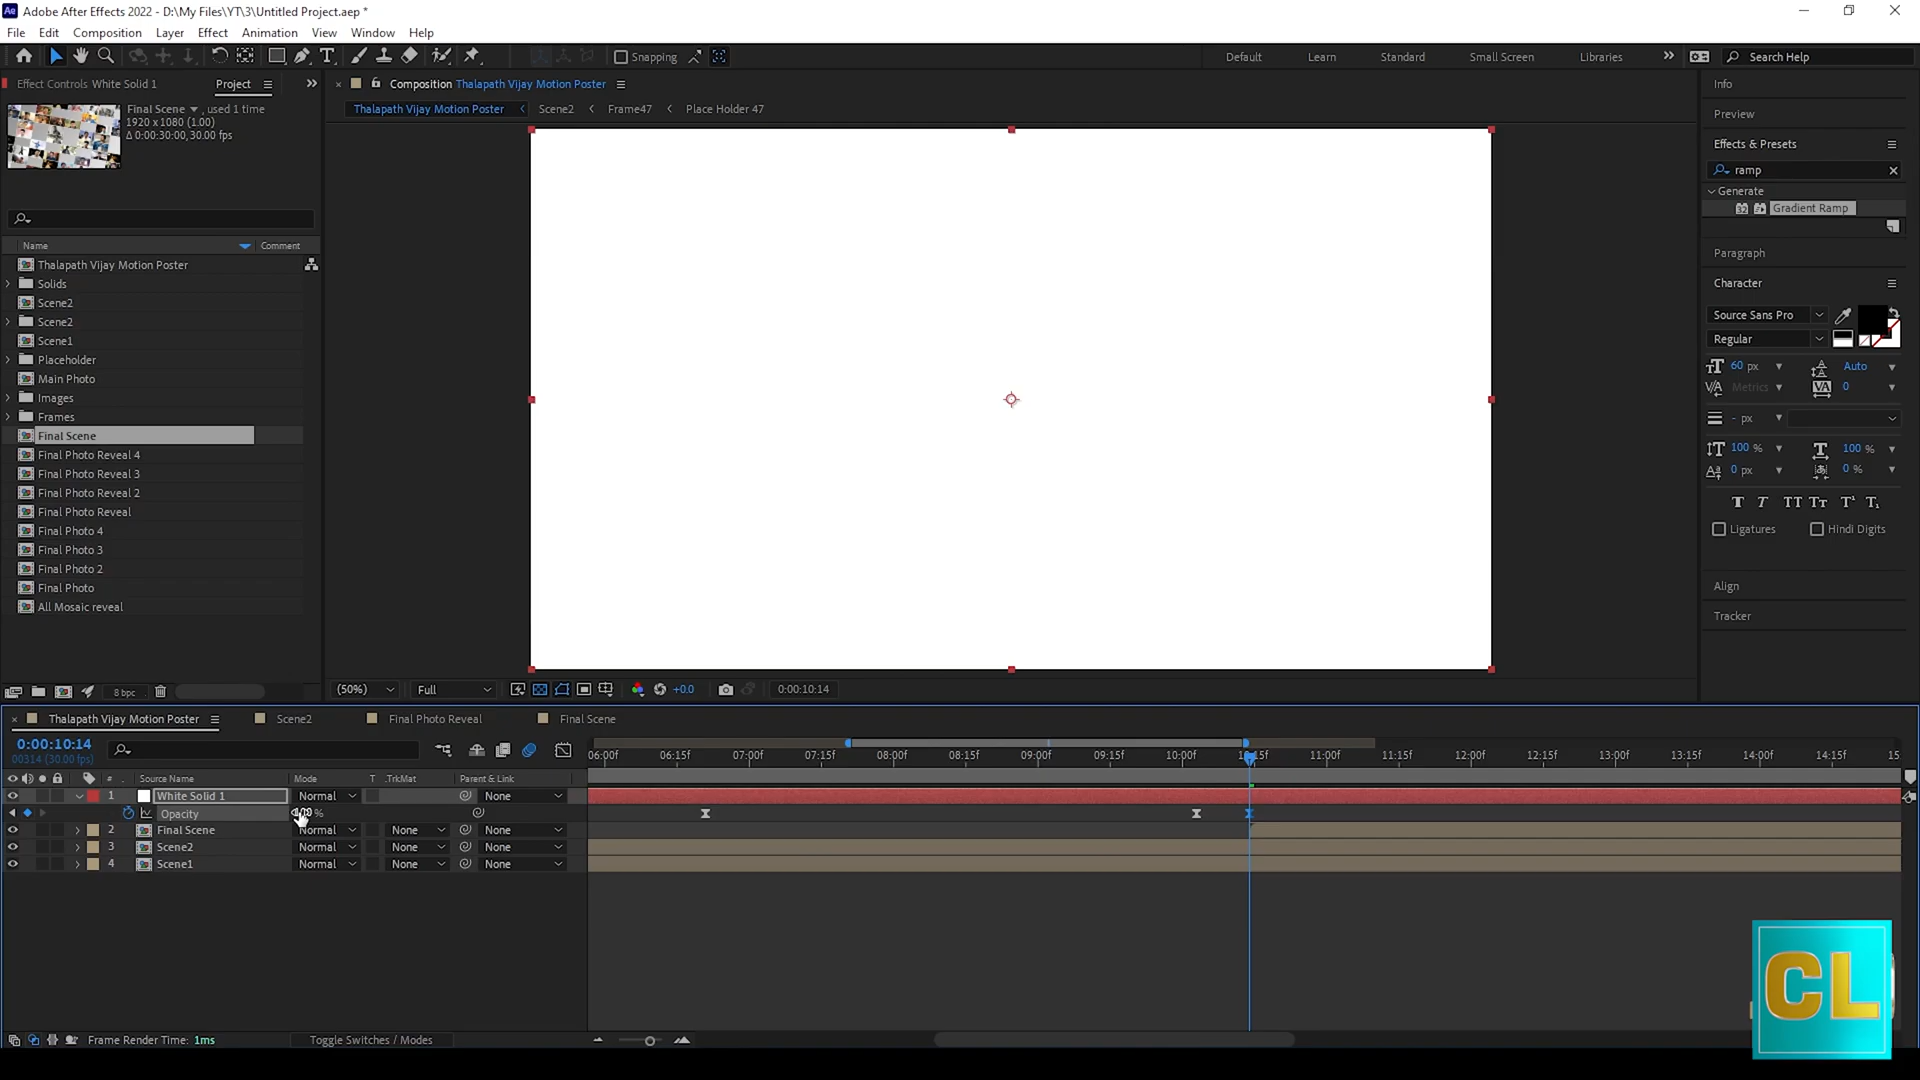 Adobe After Effects 2022 - D:\My Files\YT\3\Untitled Project.aep *
File Edit Composition Layer Effect Animation View Window Help
Snapping
Default Learn Standard Small Screen Libraries Search Help
Effect Controls White Solid 1 Project
Final Scene , used 1 time
1920 x 1080 (1.00)
Δ 0:00:30:00, 30.00 fps
Name Comment
Thalapath Vijay Motion Poster
Solids
Scene2
Scene2
Scene1
Placeholder
Main Photo
Images
Frames
Final Scene
Final Photo Reveal 4
Final Photo Reveal 3
Final Photo Reveal 2
Final Photo Reveal
Final Photo 4
Final Photo 3
Final Photo 2
Final Photo
All Mosaic reveal
8 bpc
Composition Thalapath Vijay Motion Poster
Thalapath Vijay Motion Poster Scene2 Frame47 Place Holder 47
(50%) Full +0.0 0:00:10:14
Info
Preview
Effects & Presets
ramp
Generate
32 Gradient Ramp
Paragraph
Character
Source Sans Pro
Regular
60 px Auto
Metrics 0
- px
100 % 100 %
0 px 0 %
Ligatures Hindi Digits
Align
Tracker
Thalapath Vijay Motion Poster Scene2 Final Photo Reveal Final Scene
0:00:10:14
00314 (30.00 fps)
06:00f 06:15f 07:00f 07:15f 08:00f 08:15f 09:00f 09:15f 10:00f 11:00f 11:15f 12:00f 12:15f 13:00f 13:15f 14:00f 14:15f
# Source Name Mode T .TrkMat Parent & Link
1 White Solid 1 Normal None
Opacity %
2 Final Scene Normal None None
3 Scene2 Normal None None
4 Scene1 Normal None None
Frame Render Time: 1ms Toggle Switches / Modes
CL